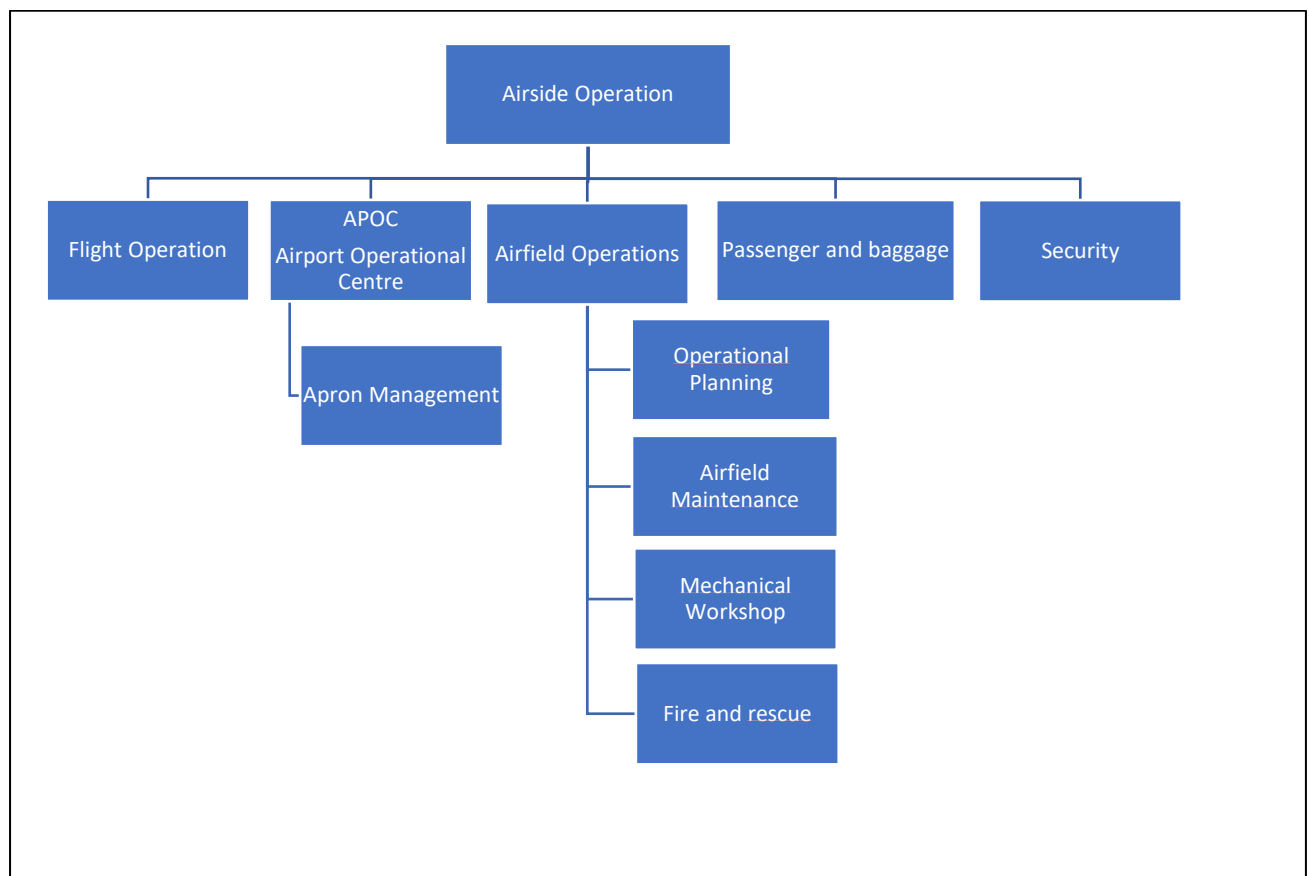 Airside Operation
Flight Operation
APOC
Airport Operational
Centre
Airfield Operations
Passenger and baggage
Security
Apron Management
Operational
Planning
Airfield
Maintenance
Mechanical
Workshop
Fire and rescue